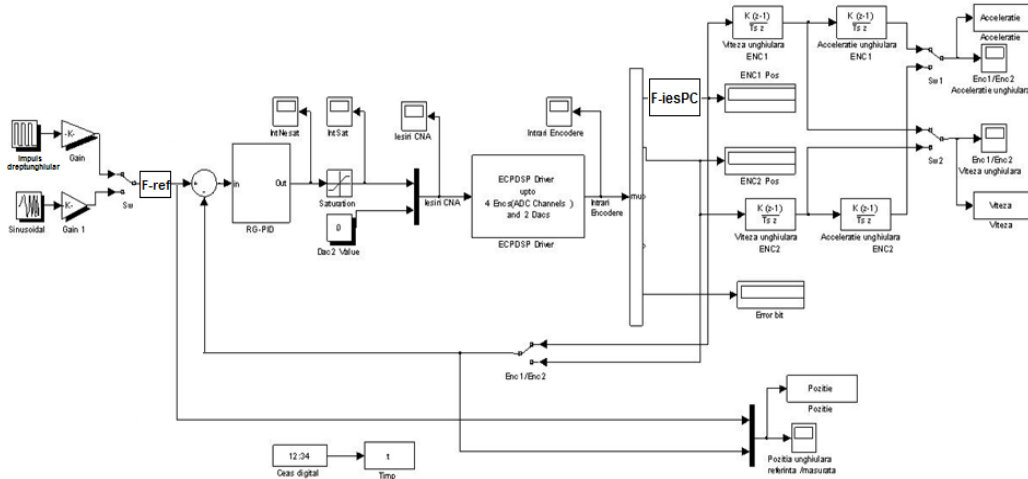 K (z-1)
Ts z
Viteza unghiulara
ENC1
K (z-1)
Ts z
Acceleratie unghiulara
ENC1
Acceleratie
Acceleratie
Sw1
Enc1/Enc2
Acceleratie unghiulara
ENC1 Pos
F-iesPC
IntNesat
IntSat
Iesiri CNA
Intrari Encodere
Impuls
dreptunghiular
-K-
Gain
Sw
F-ref
Sinusoidal
-K-
Gain 1
+
-
in
Out
RG-PID
Saturation
0
Dac2 Value
Iesiri CNA
ECPDSP Driver
upto
4 Encs(ADC Channels )
and 2 Dacs
ECPDSP Driver
Intrari
Encodere
mu
ENC2 Pos
Sw2
Enc1/Enc2
Viteza unghiulara
K (z-1)
Ts z
Viteza unghiulara
ENC2
K (z-1)
Ts z
Acceleratie unghiulara
ENC2
Viteza
Viteza
Error bit
Enc1/Enc2
Pozitie
Pozitie
Pozitia unghiulara
referinta /masurata
12:34
Ceas digital
t
Timp